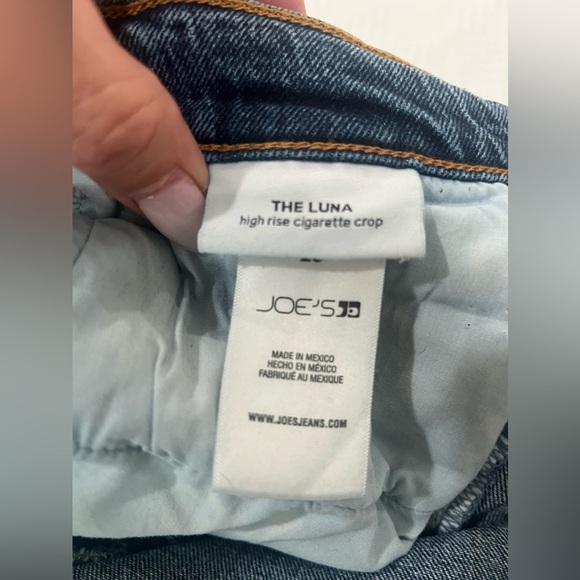 THE LUNA
high rise cigarette crop
JOE'S
MADE IN MEXICO
HECHO EN MÉXICO
FABRIQUÉ AU MEXIQUE
WWW.JOESJEANS.COM